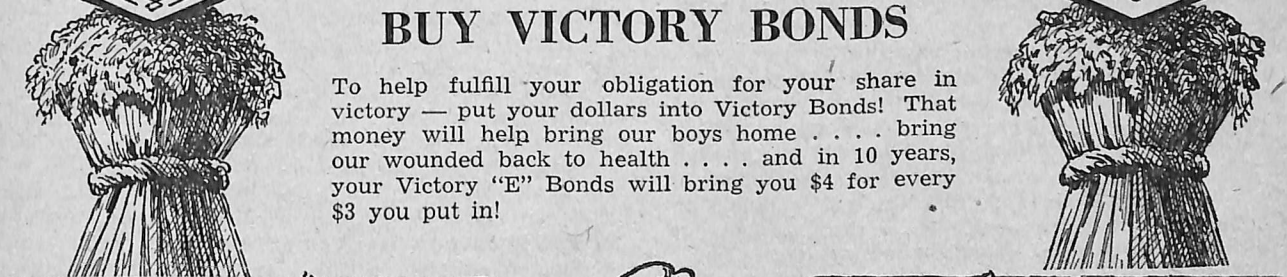 BUY VICTORY BONDS
To help fulfill your obligation for your share in
victory — put your dollars into Victory Bonds! That
money will help bring our boys home . . . . bring
our wounded back to health . . . . and in 10 years,
your Victory “E” Bonds will bring you $4 for every
$3 you put in!